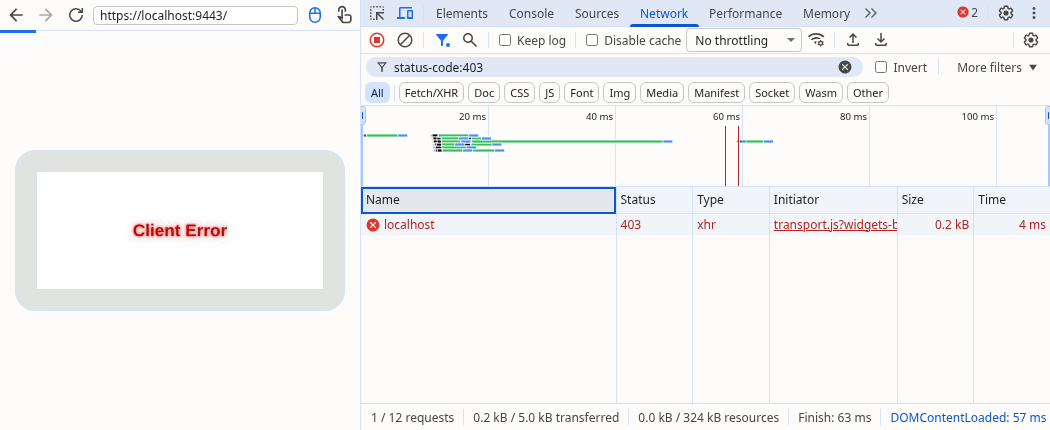 https://localhost:9443/
Elements Console Sources Network Performance Memory 2
Keep log Disable cache No throttling
status-code:403 Invert More filters
All Fetch/XHR Doc CSS JS Font Img Media Manifest Socket Wasm Other
20 ms 40 ms 60 ms 80 ms 100 ms
Name Status Type Initiator Size Time
localhost 403 xhr transport.js?widgets-b 0.2 kB 4 ms
Client Error
1 / 12 requests 0.2 kB / 5.0 kB transferred 0.0 kB / 324 kB resources Finish: 63 ms DOMContentLoaded: 57 ms